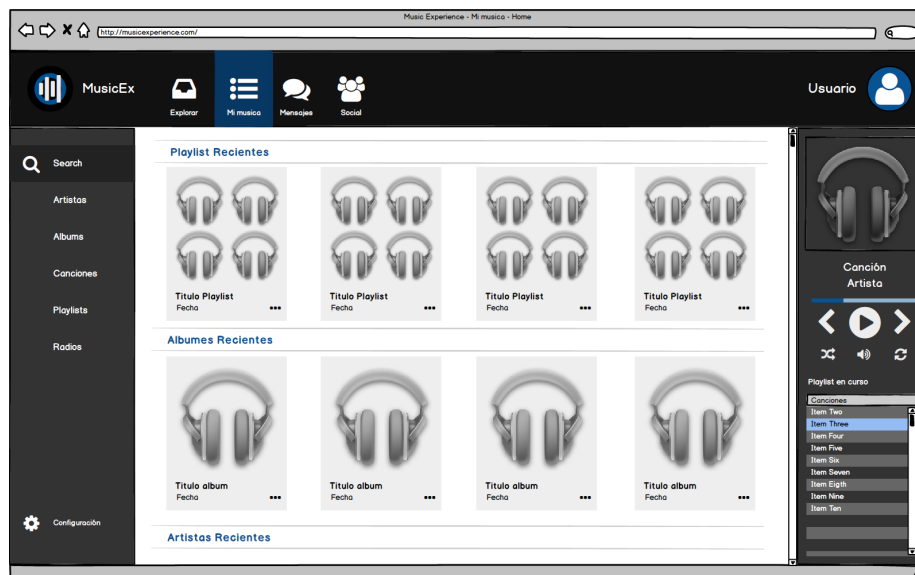 Music Experience - Mi musica - Home
http://musicexperience.com/
MusicEx
Explorar
Mi musica
Mensajes
Social
Usuario
Search
Artistas
Albums
Canciones
Playlists
Radios
Configuración
Playlist Recientes
Titulo Playlist
Fecha
Titulo Playlist
Fecha
Titulo Playlist
Fecha
Titulo Playlist
Fecha
Albumes Recientes
Titulo album
Fecha
Titulo album
Fecha
Titulo album
Fecha
Titulo album
Fecha
Artistas Recientes
Canción
Artista
Playlist en curso
Canciones
Item Two
Item Three
Item Four
Item Five
Item Six
Item Seven
Item Eigth
Item Nine
Item Ten